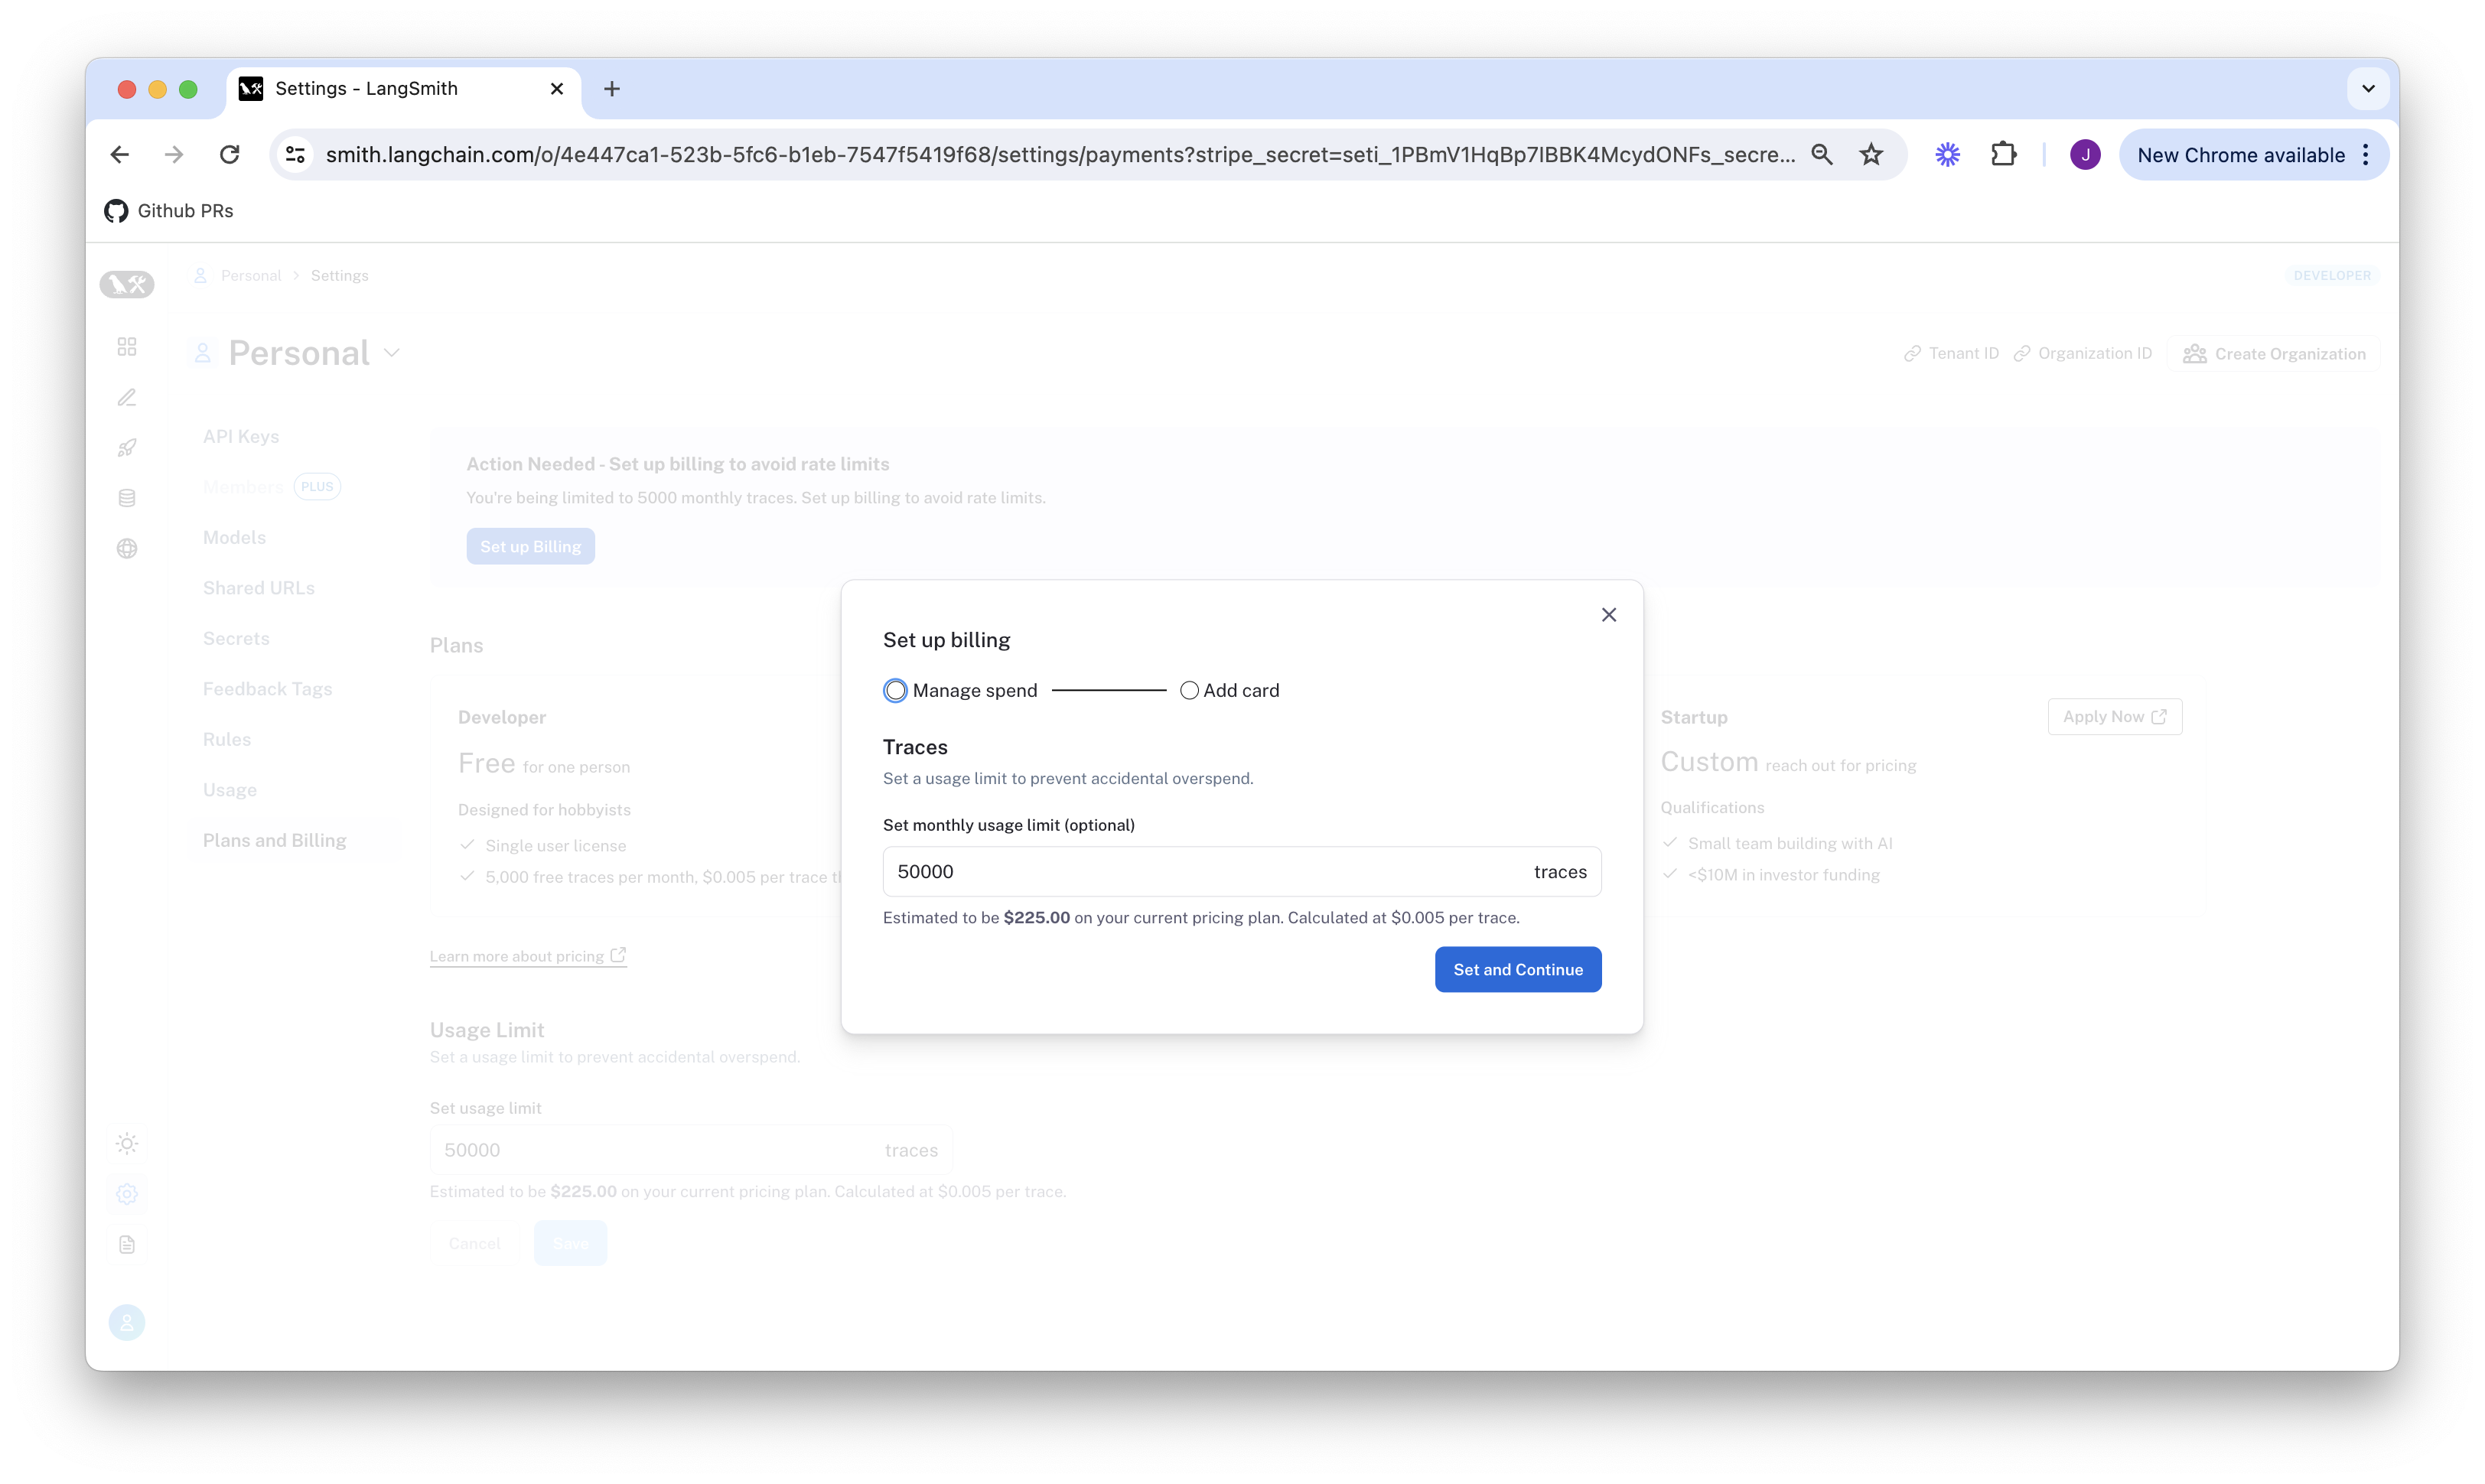 Settings - LangSmith
smith.langchain.com/o/4e447ca1-523b-5fc6-b1eb-7547f5419f68/settings/payments?stripe_secret=seti_1PBmV1HqBp7IBBK4McydONFs_secre...
J
New Chrome available
Github PRs
Personal > Settings
DEVELOPER
Personal
Tenant ID
Organization ID
Create Organization
API Keys
Members PLUS
Models
Shared URLs
Secrets
Feedback Tags
Rules
Usage
Plans and Billing
Action Needed - Set up billing to avoid rate limits
You're being limited to 5000 monthly traces. Set up billing to avoid rate limits.
Set up Billing
Plans
Developer
Free for one person
Designed for hobbyists
Single user license
5,000 free traces per month, $0.005 per trace
Learn more about pricing
Startup
Apply Now
Custom reach out for pricing
Qualifications
Small team building with AI
<$10M in investor funding
Set up billing
Manage spend
Add card
Traces
Set a usage limit to prevent accidental overspend.
Set monthly usage limit (optional)
50000 traces
Estimated to be $225.00 on your current pricing plan. Calculated at $0.005 per trace.
Set and Continue
Usage Limit
Set a usage limit to prevent accidental overspend.
Set usage limit
50000 traces
Estimated to be $225.00 on your current pricing plan. Calculated at $0.005 per trace.
Cancel
Save